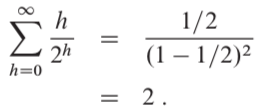 ∑_{h=0}^{∞} h/2^h = (1/2)/(1 − 1/2)²
= 2 .